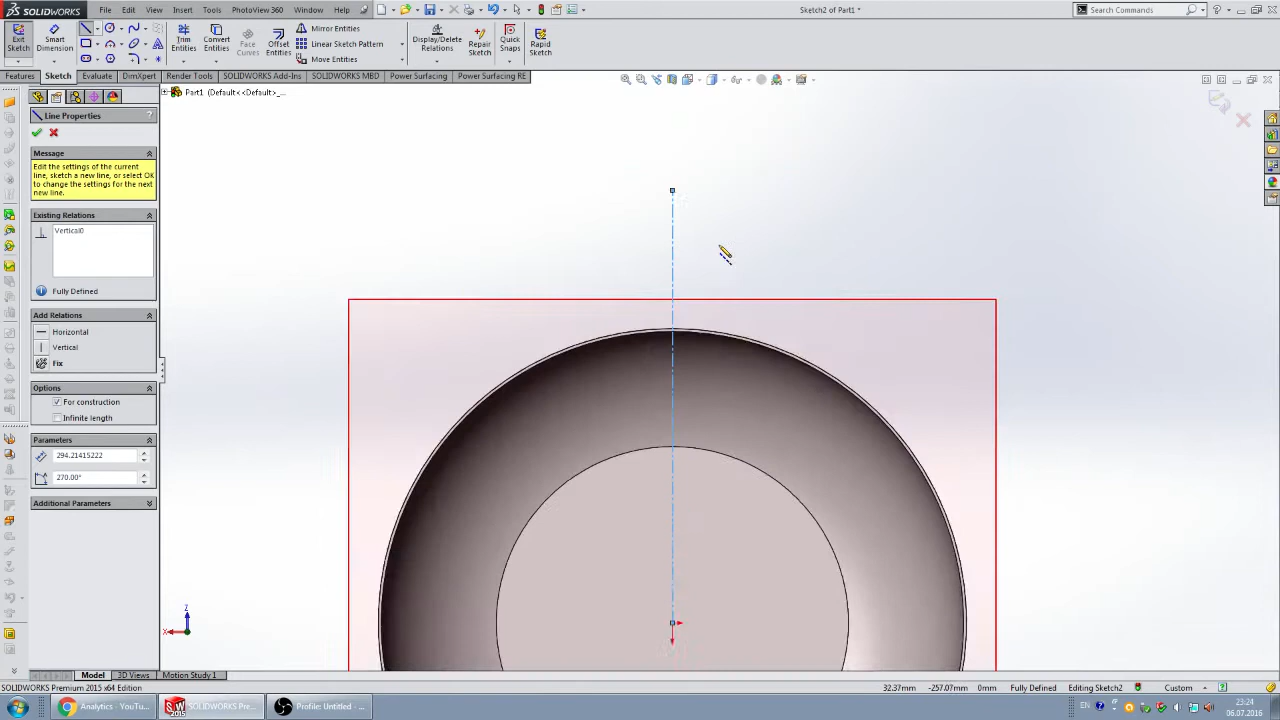 SOLIDWORKS
File Edit View Insert Tools PhotoView 360 Window Help
Sketch2 of Part1 *
Search Commands
Exit Sketch
Smart Dimension
Trim Entities
Convert Entities
Face Curves
Offset Entities
Mirror Entities
Linear Sketch Pattern
Move Entities
Display/Delete Relations
Repair Sketch
Quick Snaps
Rapid Sketch
Features Sketch Evaluate DimXpert Render Tools SOLIDWORKS Add-Ins SOLIDWORKS MBD Power Surfacing Power Surfacing RE
Part1 (Default<<Default>_...
Line Properties ?
Message
Edit the settings of the current
line, sketch a new line, or select OK
to change the settings for the next
new line.
Existing Relations
Vertical0
Fully Defined
Add Relations
Horizontal
Vertical
Fix
Options
For construction
Infinite length
Parameters
294.21415222
270.00°
Additional Parameters
Z
X
Model 3D Views Motion Study 1
SOLIDWORKS Premium 2015 x64 Edition
32.37mm -257.07mm 0mm Fully Defined Editing Sketch2 Custom
Analytics - YouTu...
SOLIDWORKS Pre...
Profile: Untitled - ...
EN
23:24
06.07.2016